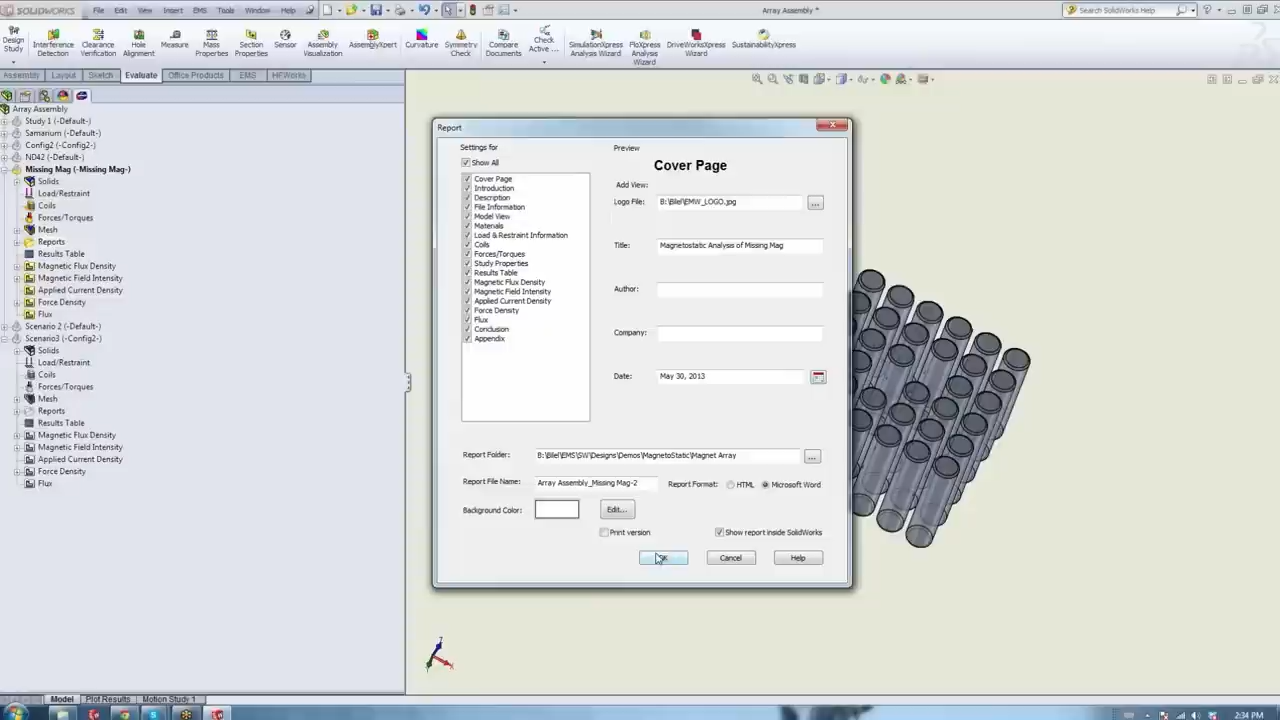 SOLIDWORKS File Edit View Insert EMS Tools Window Help Array Assembly * Search SolidWorks Help
Design Study
Interference Detection
Clearance Verification
Hole Alignment
Measure
Mass Properties
Section Properties
Sensor
Assembly Visualization
AssemblyXpert
Curvature
Symmetry Check
Compare Documents
Check Active ...
SimulationXpress Analysis Wizard
FloXpress Analysis Wizard
DriveWorksXpress Wizard
SustainabilityXpress
Assembly Layout Sketch Evaluate Office Products EMS HFWorks
Array Assembly
Study 1 (-Default-)
Samarium (-Default-)
Config2 (-Config2-)
ND42 (-Default-)
Missing Mag (-Missing Mag-)
Solids
Load/Restraint
Coils
Forces/Torques
Mesh
Reports
Results Table
Magnetic Flux Density
Magnetic Field Intensity
Applied Current Density
Force Density
Flux
Scenario 2 (-Default-)
Scenario3 (-Config2-)
Solids
Load/Restraint
Coils
Forces/Torques
Mesh
Reports
Results Table
Magnetic Flux Density
Magnetic Field Intensity
Applied Current Density
Force Density
Flux
Report
Settings for
Show All
Cover Page
Introduction
Description
File Information
Model View
Materials
Load & Restraint Information
Coils
Forces/Torques
Study Properties
Results Table
Magnetic Flux Density
Magnetic Field Intensity
Applied Current Density
Force Density
Flux
Conclusion
Appendix
Preview
Cover Page
Add View:
Logo File: B:\Bilel\EMW_LOGO.jpg ...
Title: Magnetostatic Analysis of Missing Mag
Author:
Company:
Date: May 30, 2013
Report Folder: B:\Bilel\EMS\SW\Designs\Demos\MagnetoStatic\Magnet Array ...
Report File Name: Array Assembly_Missing Mag-2 Report Format: HTML Microsoft Word
Background Color: Edit...
Print version Show report inside SolidWorks
OK Cancel Help
Z
X
Model Plot Results Motion Study 1
2:34 PM